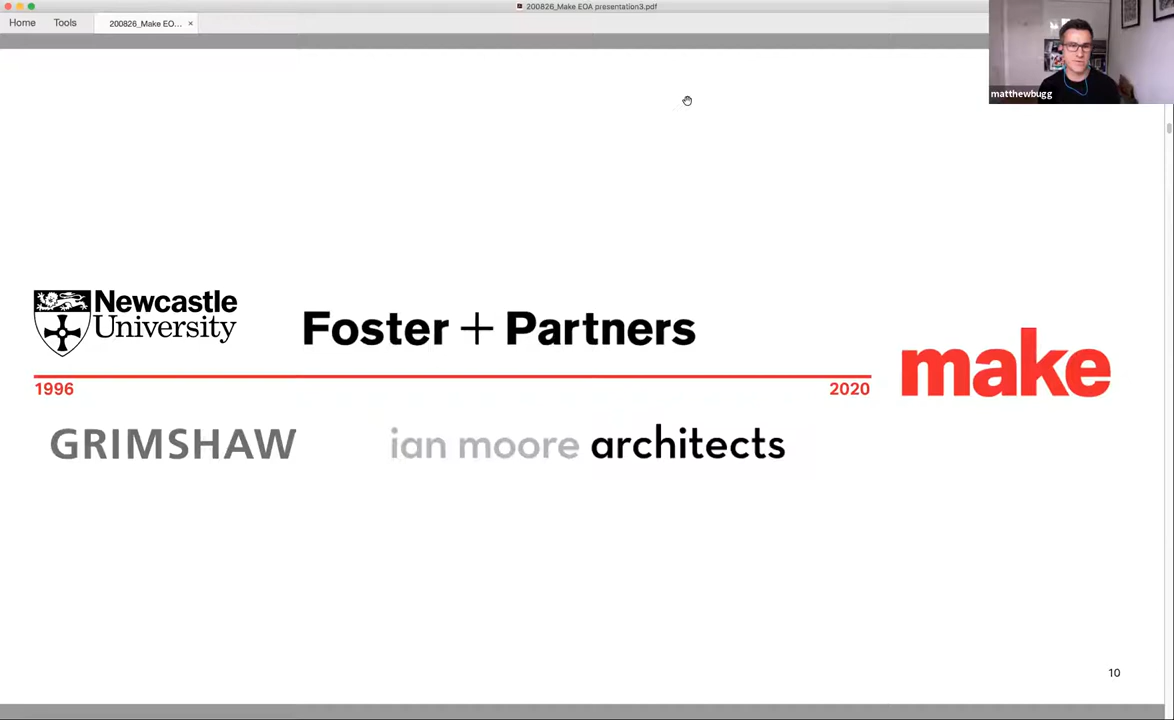 200826_Make EOA presentation3.pdf
Home
Tools
200826_Make EO... ×
matthewbugg
Newcastle
University
Foster + Partners
1996
2020
make
GRIMSHAW
ian moore architects
10